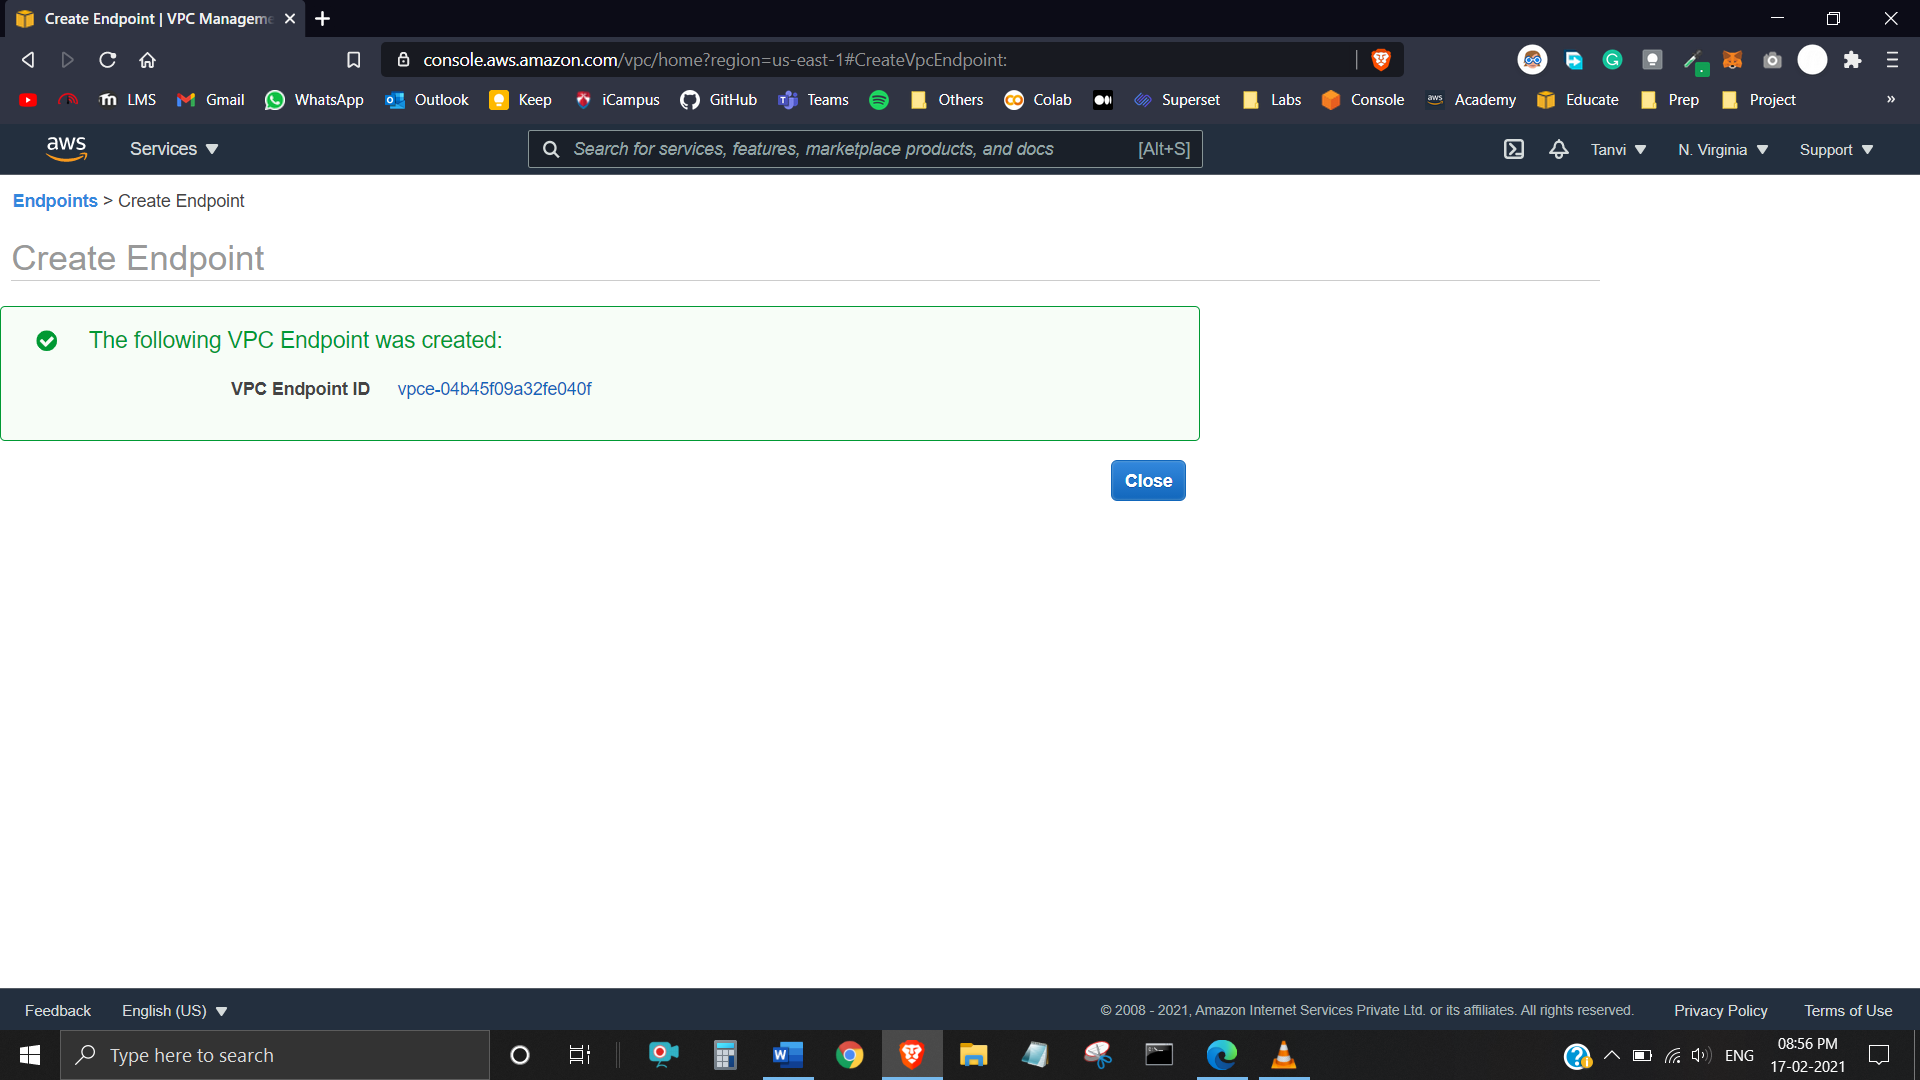 Create Endpoint | VPC Manageme
console.aws.amazon.com/vpc/home?region=us-east-1#CreateVpcEndpoint:
LMS Gmail WhatsApp Outlook Keep iCampus GitHub Teams Others Colab Superset Labs Console aws Academy Educate Prep Project »
aws Services Search for services, features, marketplace products, and docs [Alt+S] Tanvi N. Virginia Support
Endpoints > Create Endpoint
Create Endpoint
The following VPC Endpoint was created:
VPC Endpoint ID vpce-04b45f09a32fe040f
Close
Feedback English (US) © 2008 - 2021, Amazon Internet Services Private Ltd. or its affiliates. All rights reserved. Privacy Policy Terms of Use
Type here to search ENG 08:56 PM
17-02-2021